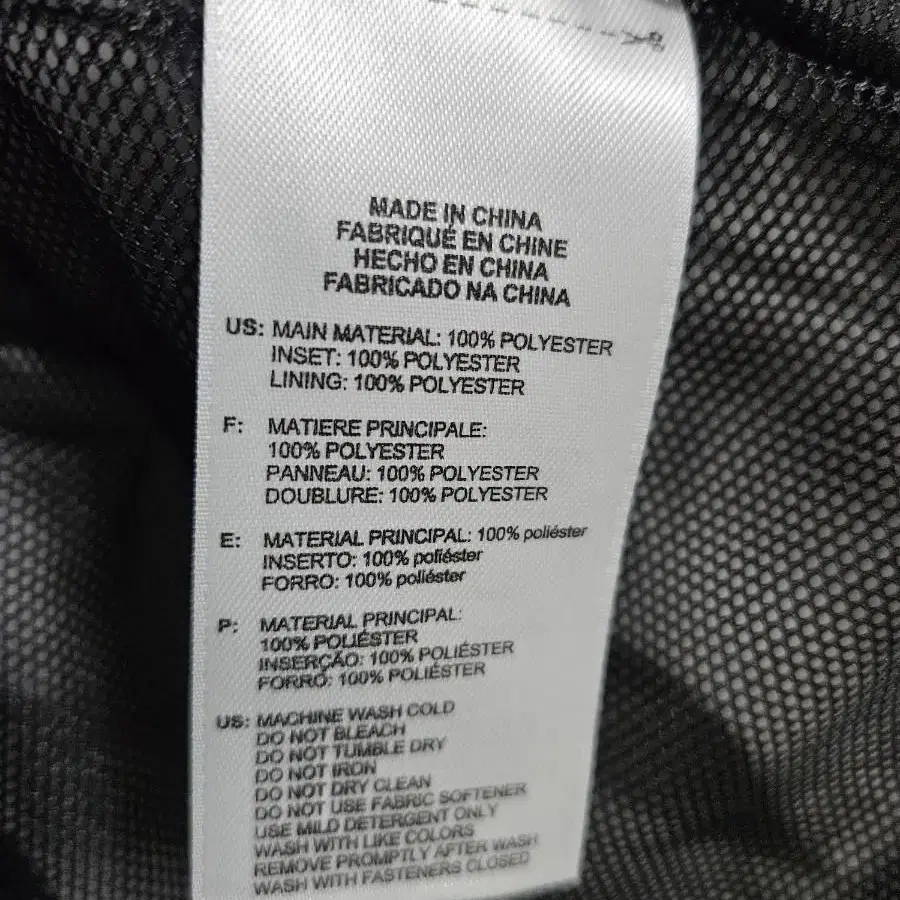 MADE IN CHINA
FABRIQUÉ EN CHINE
HECHO EN CHINA
FABRICADO NA CHINA
US: MAIN MATERIAL: 100% POLYESTER
INSET: 100% POLYESTER
LINING: 100% POLYESTER
F: MATIERE PRINCIPALE:
100% POLYESTER
PANNEAU: 100% POLYESTER
DOUBLURE: 100% POLYESTER
E: MATERIAL PRINCIPAL: 100% poliéster
INSERTO: 100% poliéster
FORRO: 100% poliéster
P: MATERIAL PRINCIPAL:
100% POLIÉSTER
INSERÇÃO: 100% POLIÉSTER
FORRO: 100% POLIÉSTER
US: MACHINE WASH COLD
DO NOT BLEACH
DO NOT TUMBLE DRY
DO NOT IRON
DO NOT DRY CLEAN
DO NOT USE FABRIC SOFTENER
USE MILD DETERGENT ONLY
WASH WITH LIKE COLORS
REMOVE PROMPTLY AFTER WASH
WASH WITH FASTENERS CLOSED